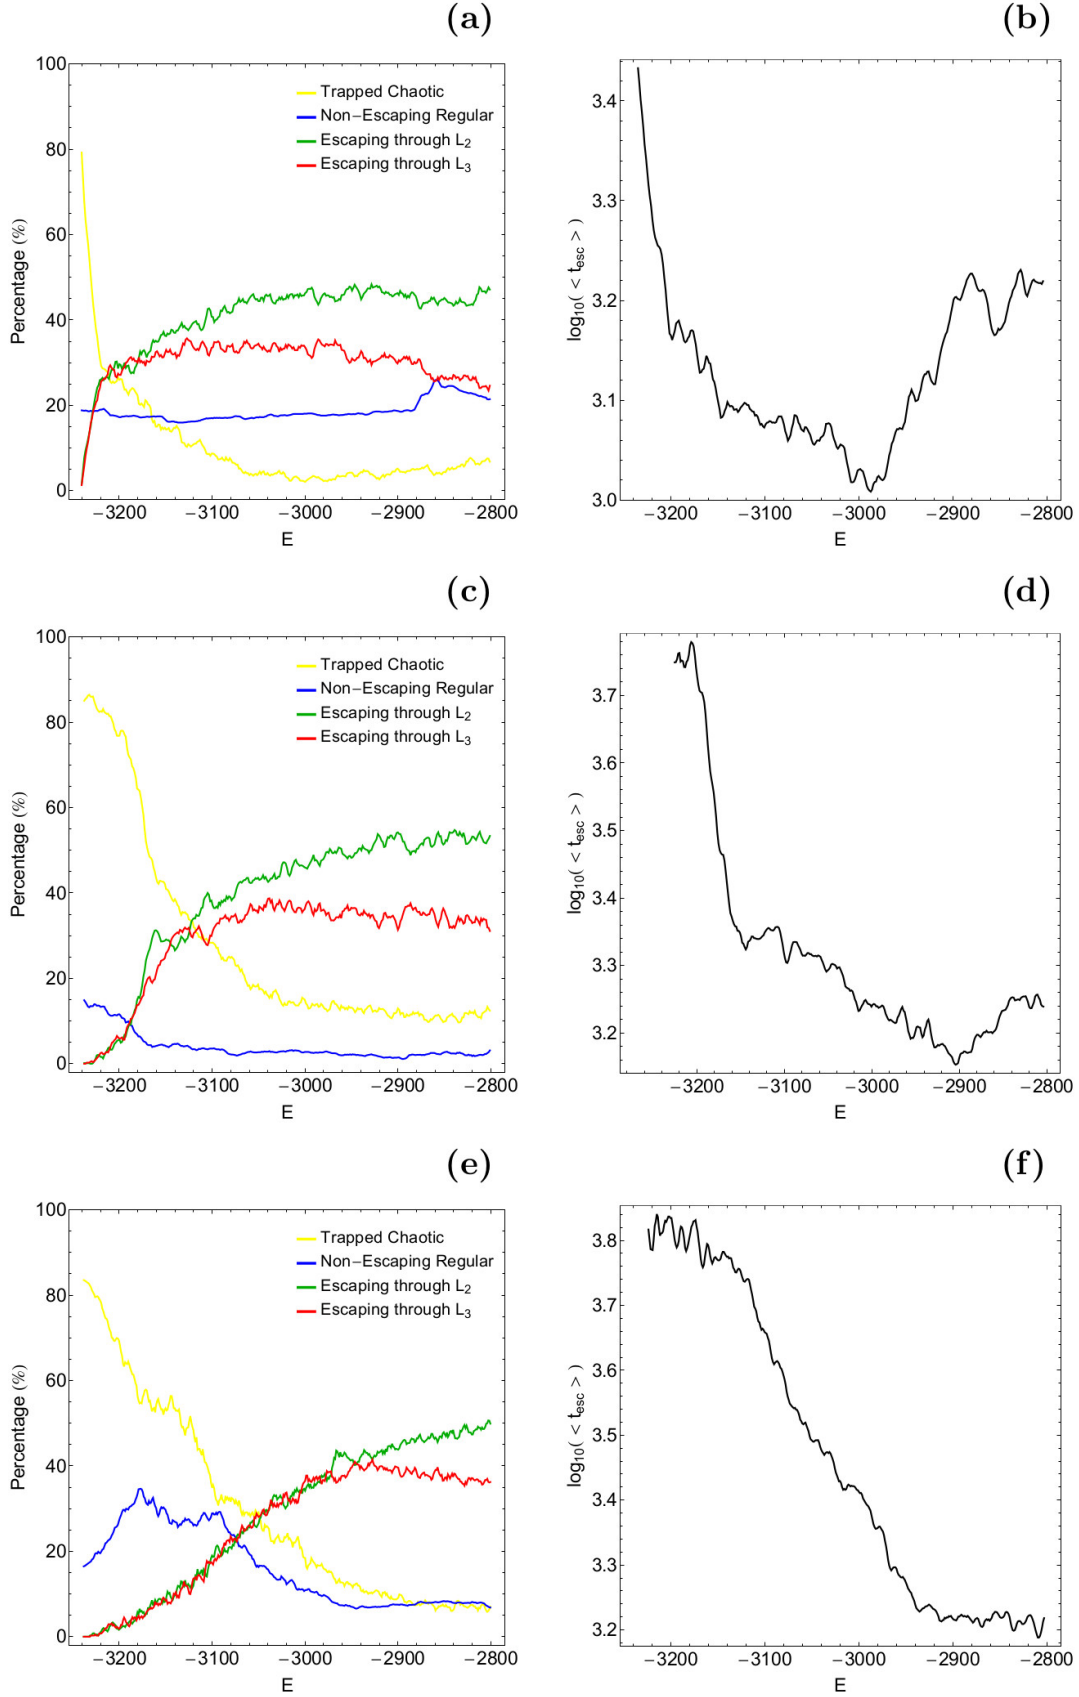 (a)
100
80
60
40
20
0
Percentage (%)
Trapped Chaotic
Non−Escaping Regular
Escaping through L2
Escaping through L3
−3200 −3100 −3000 −2900 −2800
E
(b)
3.4
3.3
3.2
3.1
3.0
log10( < tesc > )
−3200 −3100 −3000 −2900 −2800
E
(c)
100
80
60
40
20
0
Percentage (%)
Trapped Chaotic
Non−Escaping Regular
Escaping through L2
Escaping through L3
−3200 −3100 −3000 −2900 −2800
E
(d)
3.7
3.6
3.5
3.4
3.3
3.2
log10( < tesc > )
−3200 −3100 −3000 −2900 −2800
E
(e)
100
80
60
40
20
0
Percentage (%)
Trapped Chaotic
Non−Escaping Regular
Escaping through L2
Escaping through L3
−3200 −3100 −3000 −2900 −2800
E
(f)
3.8
3.7
3.6
3.5
3.4
3.3
3.2
log10( < tesc > )
−3200 −3100 −3000 −2900 −2800
E